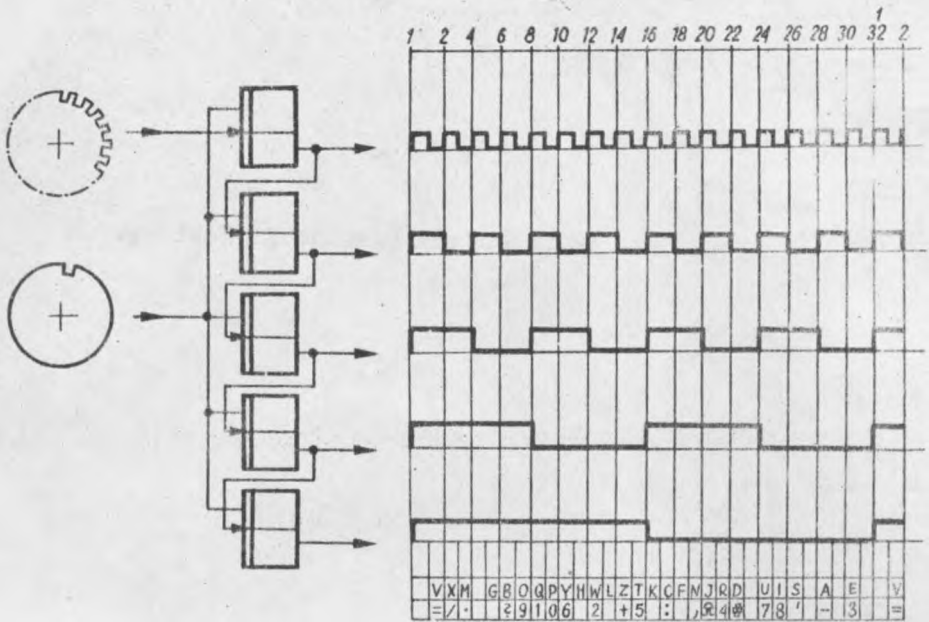 1
1 2 4 6 8 10 12 14 16 18 20 22 24 26 28 30 32 2
V X M G B O Q P Y H W L Z T K C F N J R D U I S A E V
= / . ? 9 1 0 6 2 + 5 : , 4 7 8 ' - 3 =